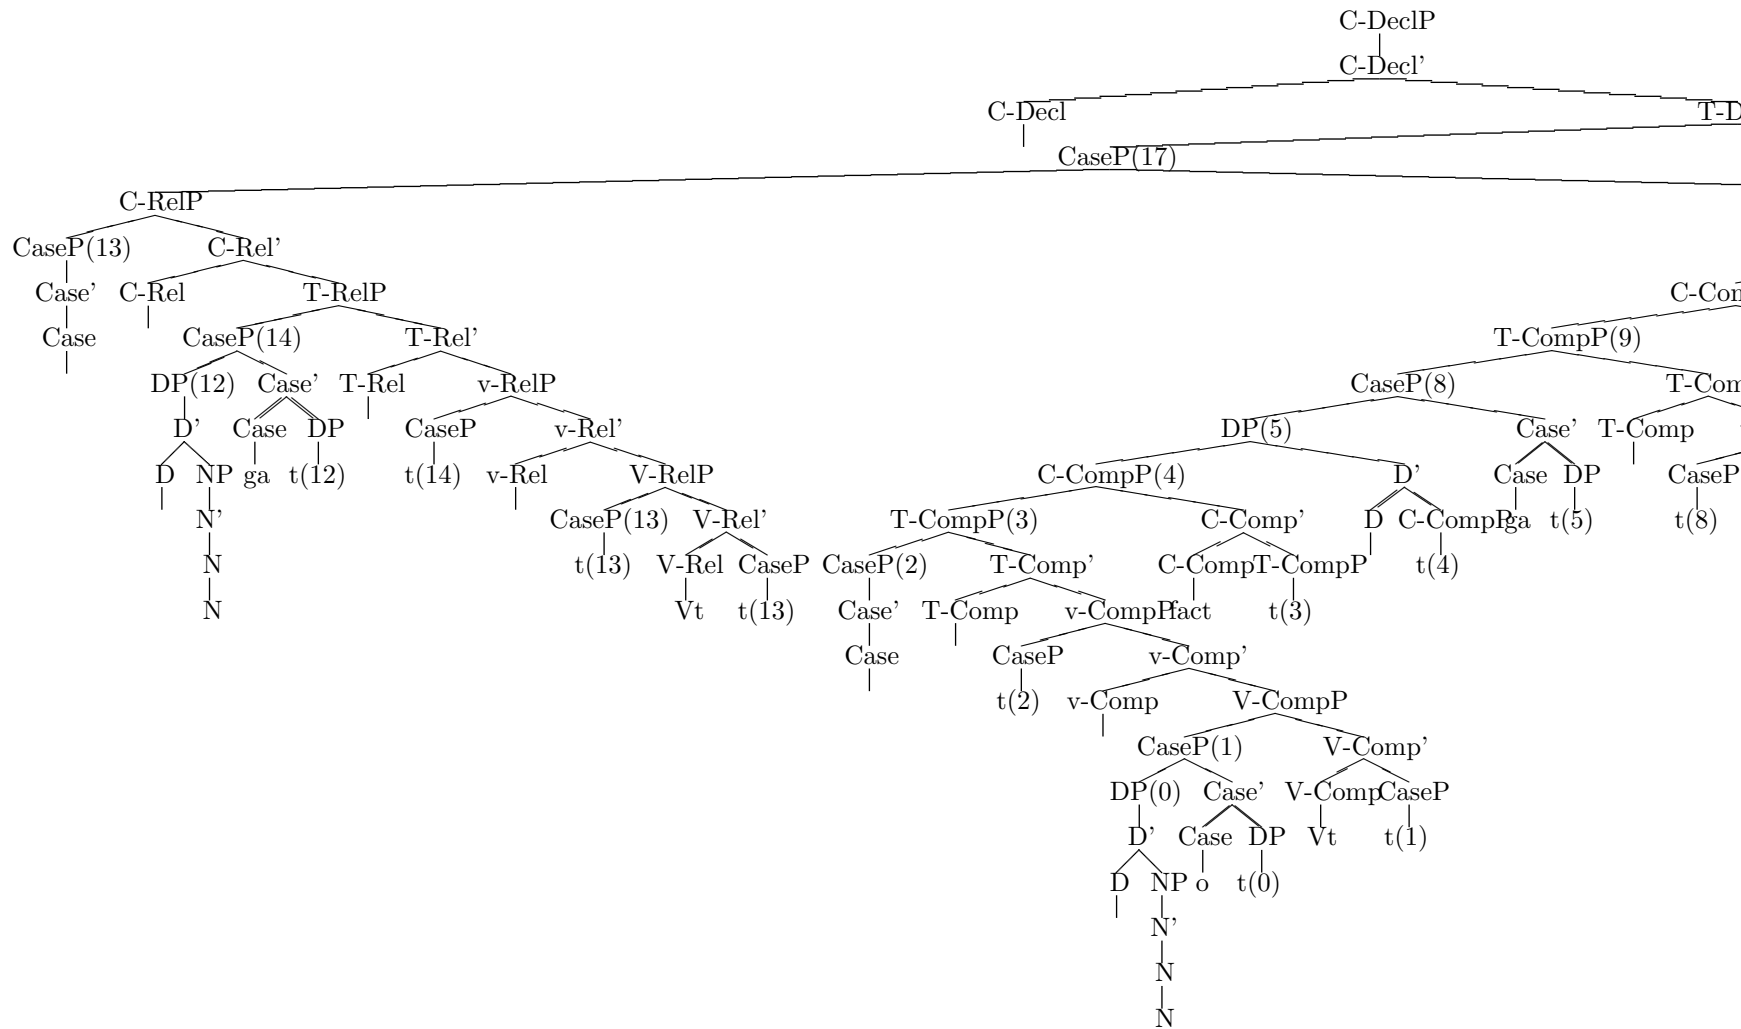 C-DeclP
C-Decl'
C-Decl T-D
CaseP(17)
C-RelP
CaseP(13) C-Rel'
Case' C-Rel T-RelP C-Com
Case CaseP(14) T-Rel' T-CompP(9)
DP(12) Case' T-Rel v-RelP CaseP(8) T-Com
D' Case DP CaseP v-Rel' DP(5) Case' T-Comp
D NP ga t(12) t(14) v-Rel V-RelP C-CompP(4) D' Case DP CaseP
N' CaseP(13) V-Rel' T-CompP(3) C-Comp' D C-CompP ga t(5) t(8)
N t(13) V-Rel CaseP CaseP(2) T-Comp' C-Comp T-CompP t(4)
N Vt t(13) Case' T-Comp v-CompP fact t(3)
Case CaseP v-Comp'
t(2) v-Comp V-CompP
CaseP(1) V-Comp'
DP(0) Case' V-Comp CaseP
D' Case DP Vt t(1)
D NP o t(0)
N'
N
N